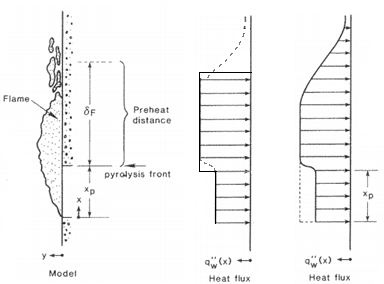 Flame
δF
Preheat
distance
pyrolysis front
xp
x
y
Model
q̇''w(x)
Heat flux
xp
q̇''w(x)
Heat flux